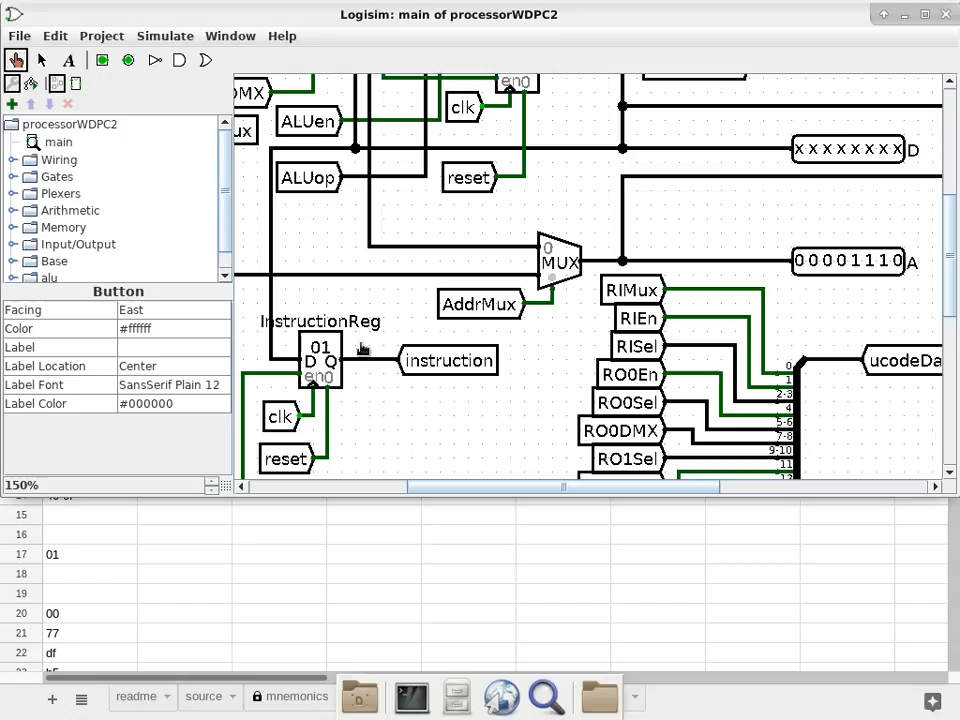 Logisim: main of processorWDPC2
File Edit Project Simulate Window Help
A
processorWDPC2
main
Wiring
Gates
Plexers
Arithmetic
Memory
Input/Output
Base
alu
Button
Facing East
Color #ffffff
Label
Label Location Center
Label Font SansSerif Plain 12
Label Color #000000
150%
DMX
ALUen
clk
en0
ux
ALUop
reset
xxxxxxxx D
0
MUX
00001110 A
AddrMux
RIMux
RIEn
RISel
RO0En
RO0Sel
RO0DMX
RO1Sel
0
1
2-3
4
5-6
7-8
9-10
11
12
ucodeDa
InstructionReg
01
D Q
en0
instruction
clk
reset
15
16
17 01
18
19
20 00
21 77
22 df
readme source mnemonics
D